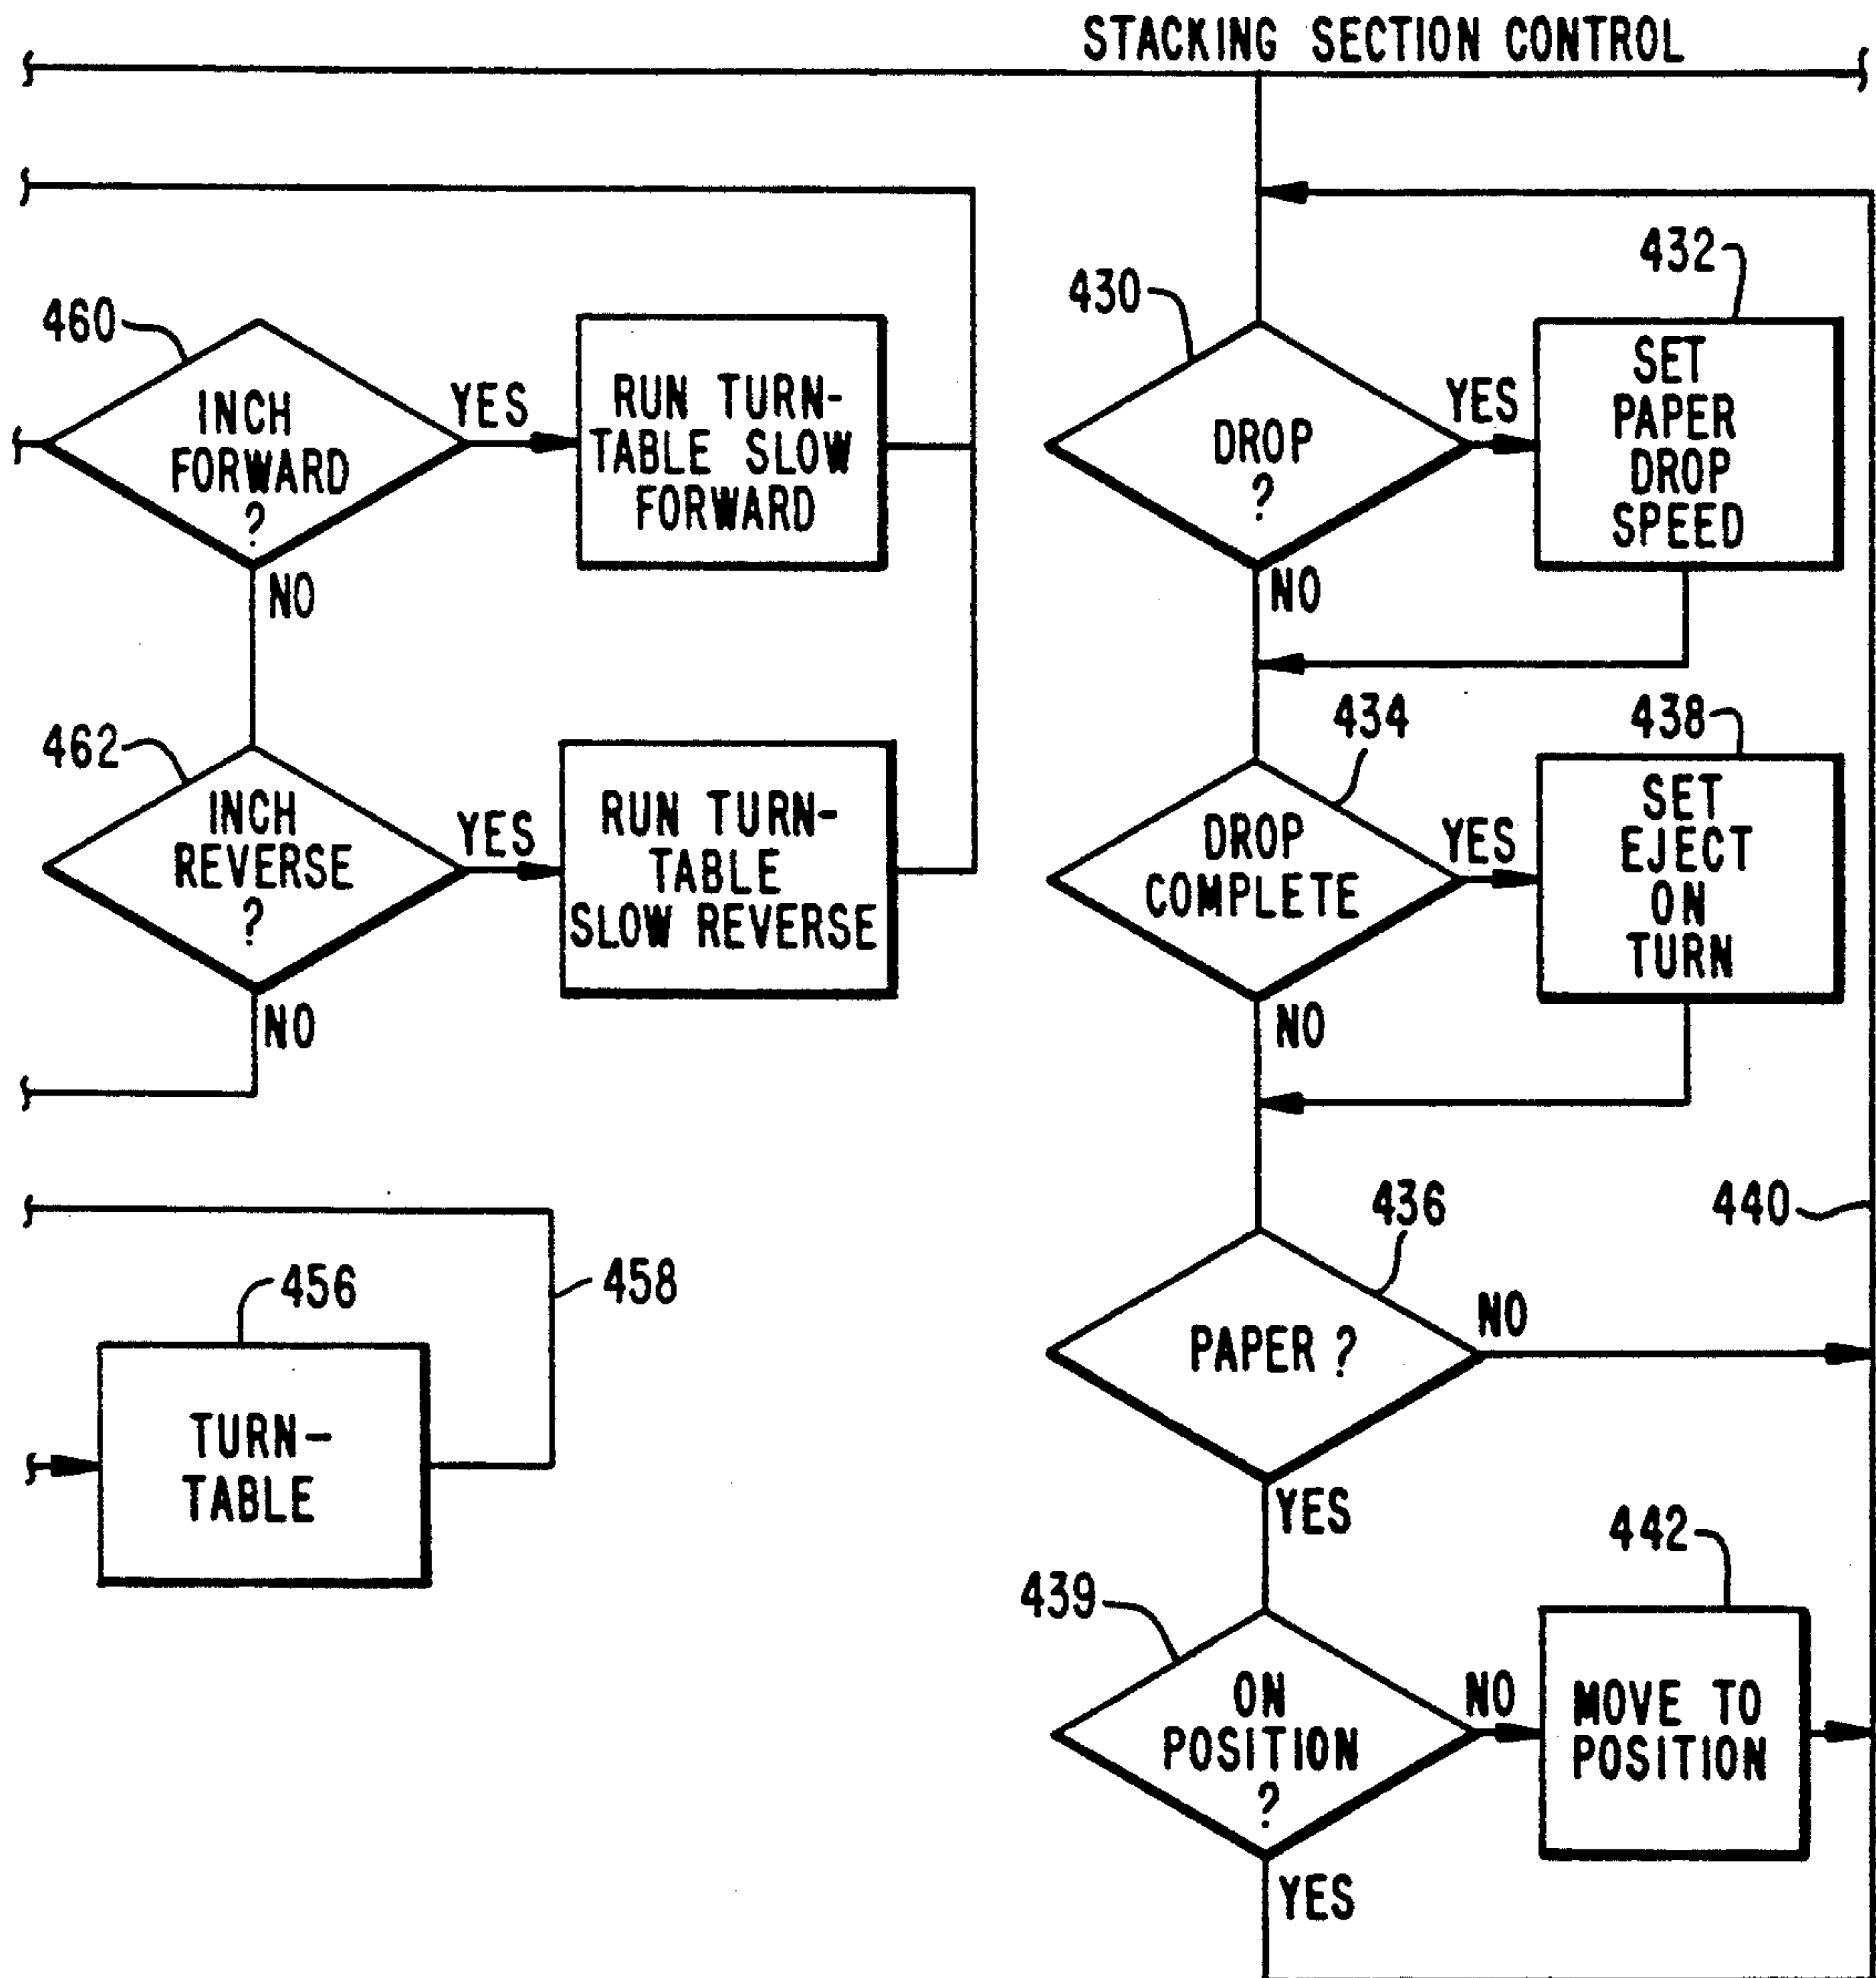 STACKING SECTION CONTROL
460
INCH
FORWARD
?
YES
NO
RUN TURN-
TABLE SLOW
FORWARD
462
INCH
REVERSE
?
YES
NO
RUN TURN-
TABLE
SLOW REVERSE
456
458
TURN-
TABLE
430
DROP
?
YES
NO
432
SET
PAPER
DROP
SPEED
434
DROP
COMPLETE
YES
NO
438
SET
EJECT
ON
TURN
436
PAPER ?
NO
YES
440
439
ON
POSITION
?
NO
YES
442
MOVE TO
POSITION